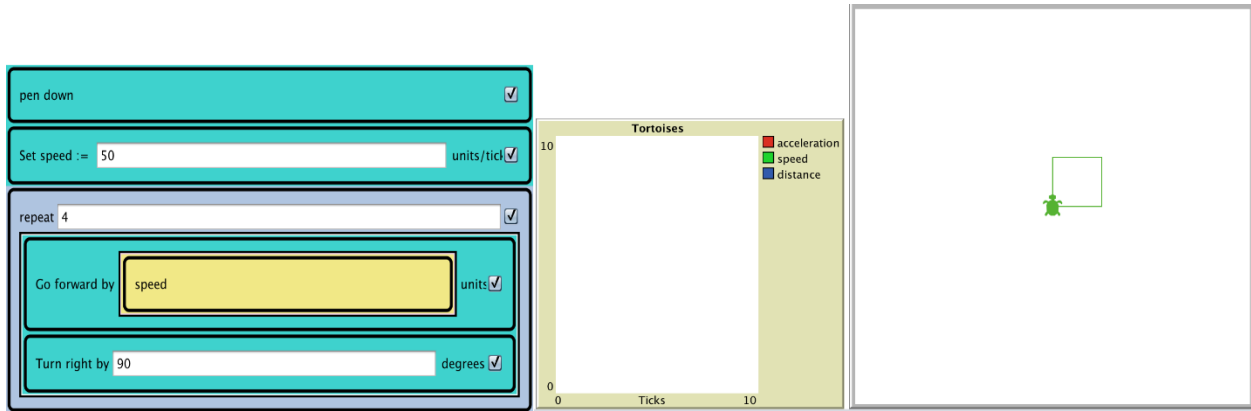 pen down
Set speed := 50 units/tick
repeat 4
Go forward by speed units
Turn right by 90 degrees
Tortoises
10
acceleration
speed
distance
0
0 Ticks 10